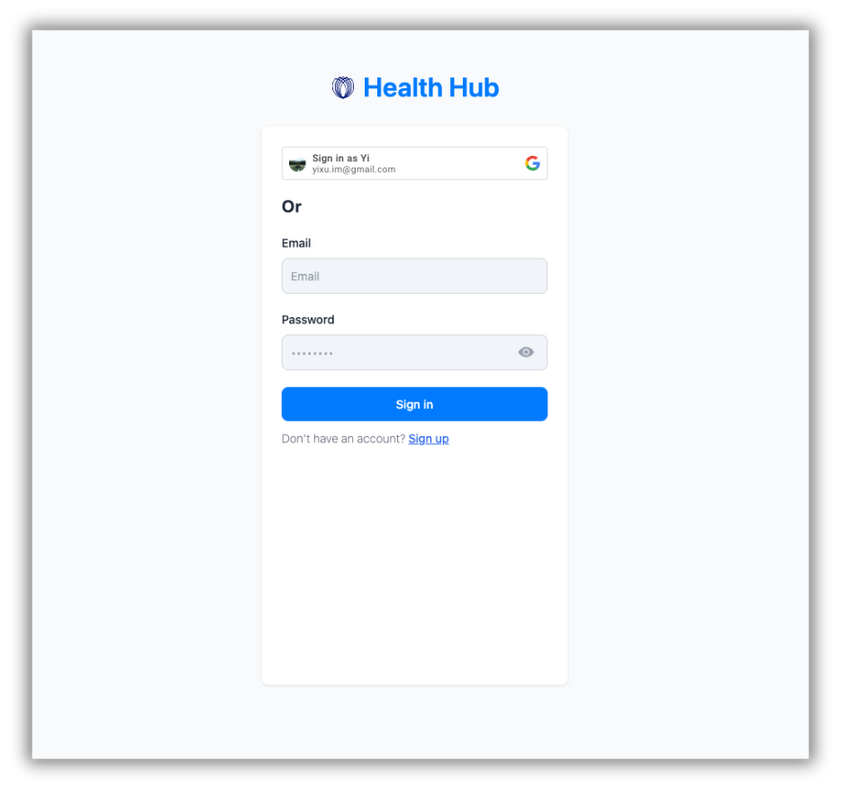 Health Hub
Sign in as Yi
yixu.im@gmail.com
Or
Email
Email
Password
••••••••
Sign in
Don't have an account? Sign up